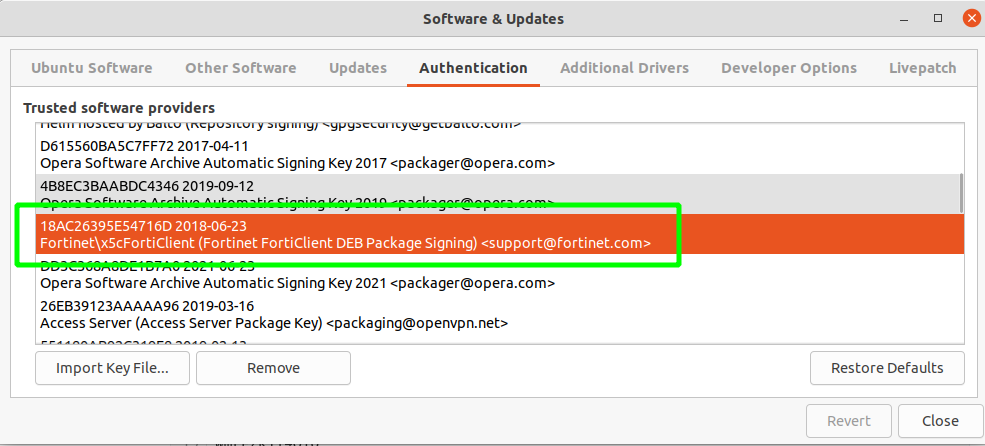 Software & Updates
Ubuntu Software Other Software Updates Authentication Additional Drivers Developer Options Livepatch
Trusted software providers
Helm hosted by Balto (Repository signing) <gpgsecurity@getbalto.com>
D615560BA5C7FF72 2017-04-11
Opera Software Archive Automatic Signing Key 2017 <packager@opera.com>
4B8EC3BAABDC4346 2019-09-12
Opera Software Archive Automatic Signing Key 2019 <packager@opera.com>
18AC26395E54716D 2018-06-23
Fortinet\x5cFortiClient (Fortinet FortiClient DEB Package Signing) <support@fortinet.com>
DD3C368A8DE1B7A0 2021-06-23
Opera Software Archive Automatic Signing Key 2021 <packager@opera.com>
26EB39123AAAAA96 2019-03-16
Access Server (Access Server Package Key) <packaging@openvpn.net>
Import Key File... Remove Restore Defaults
Revert Close